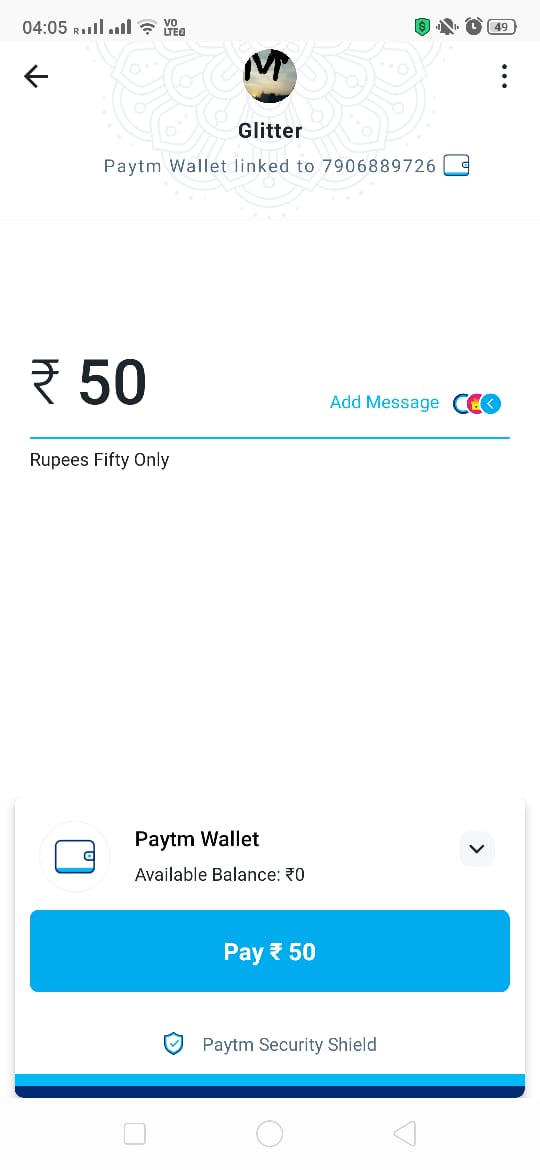 04:05 R VO LTE2 49
Glitter
Paytm Wallet linked to 7906889726
₹ 50
Add Message
Rupees Fifty Only
Paytm Wallet
Available Balance: ₹0
Pay ₹ 50
Paytm Security Shield